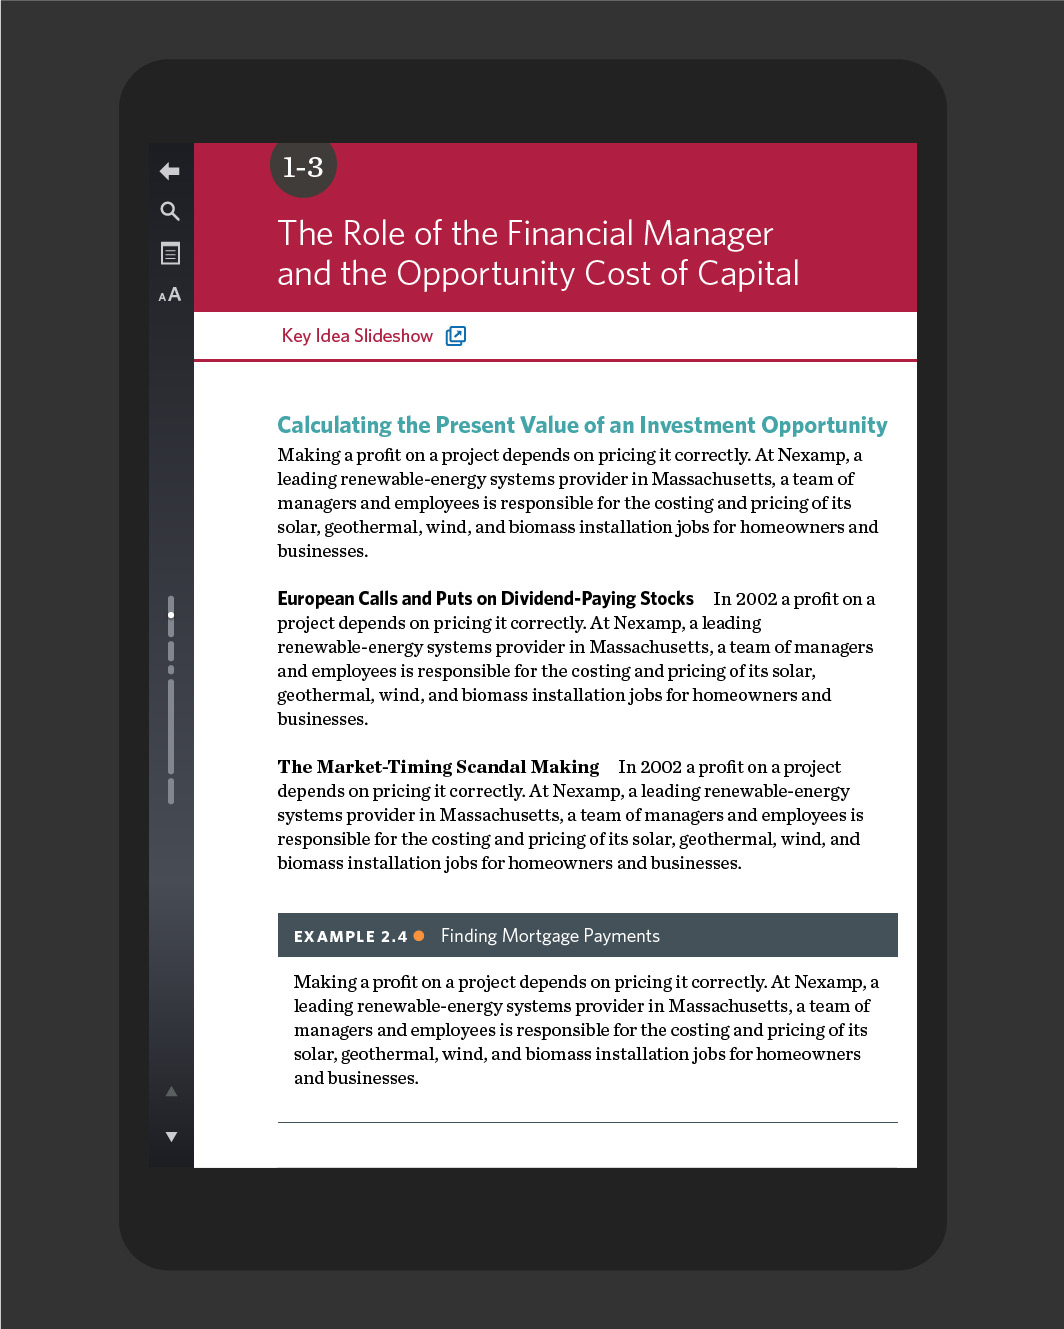 1-3
The Role of the Financial Manager
and the Opportunity Cost of Capital
AA
Key Idea Slideshow
Calculating the Present Value of an Investment Opportunity
Making a profit on a project depends on pricing it correctly. At Nexamp, a
leading renewable-energy systems provider in Massachusetts, a team of
managers and employees is responsible for the costing and pricing of its
solar, geothermal, wind, and biomass installation jobs for homeowners and
businesses.
European Calls and Puts on Dividend-Paying Stocks In 2002 a profit on a
project depends on pricing it correctly. At Nexamp, a leading
renewable-energy systems provider in Massachusetts, a team of managers
and employees is responsible for the costing and pricing of its solar,
geothermal, wind, and biomass installation jobs for homeowners and
businesses.
The Market-Timing Scandal Making In 2002 a profit on a project
depends on pricing it correctly. At Nexamp, a leading renewable-energy
systems provider in Massachusetts, a team of managers and employees is
responsible for the costing and pricing of its solar, geothermal, wind, and
biomass installation jobs for homeowners and businesses.
EXAMPLE 2.4 Finding Mortgage Payments
Making a profit on a project depends on pricing it correctly. At Nexamp, a
leading renewable-energy systems provider in Massachusetts, a team of
managers and employees is responsible for the costing and pricing of its
solar, geothermal, wind, and biomass installation jobs for homeowners
and businesses.